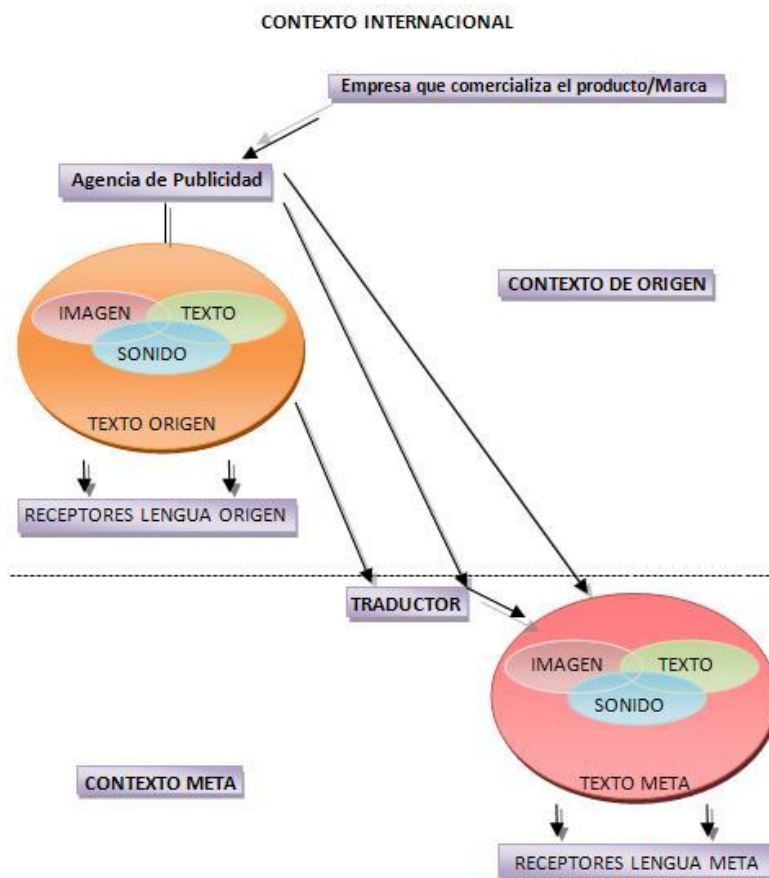 CONTEXTO INTERNACIONAL
Empresa que comercializa el producto/Marca
Agencia de Publicidad
CONTEXTO DE ORIGEN
IMAGEN
TEXTO
SONIDO
TEXTO ORIGEN
RECEPTORES LENGUA ORIGEN
TRADUCTOR
IMAGEN
TEXTO
SONIDO
CONTEXTO META
TEXTO META
RECEPTORES LENGUA META